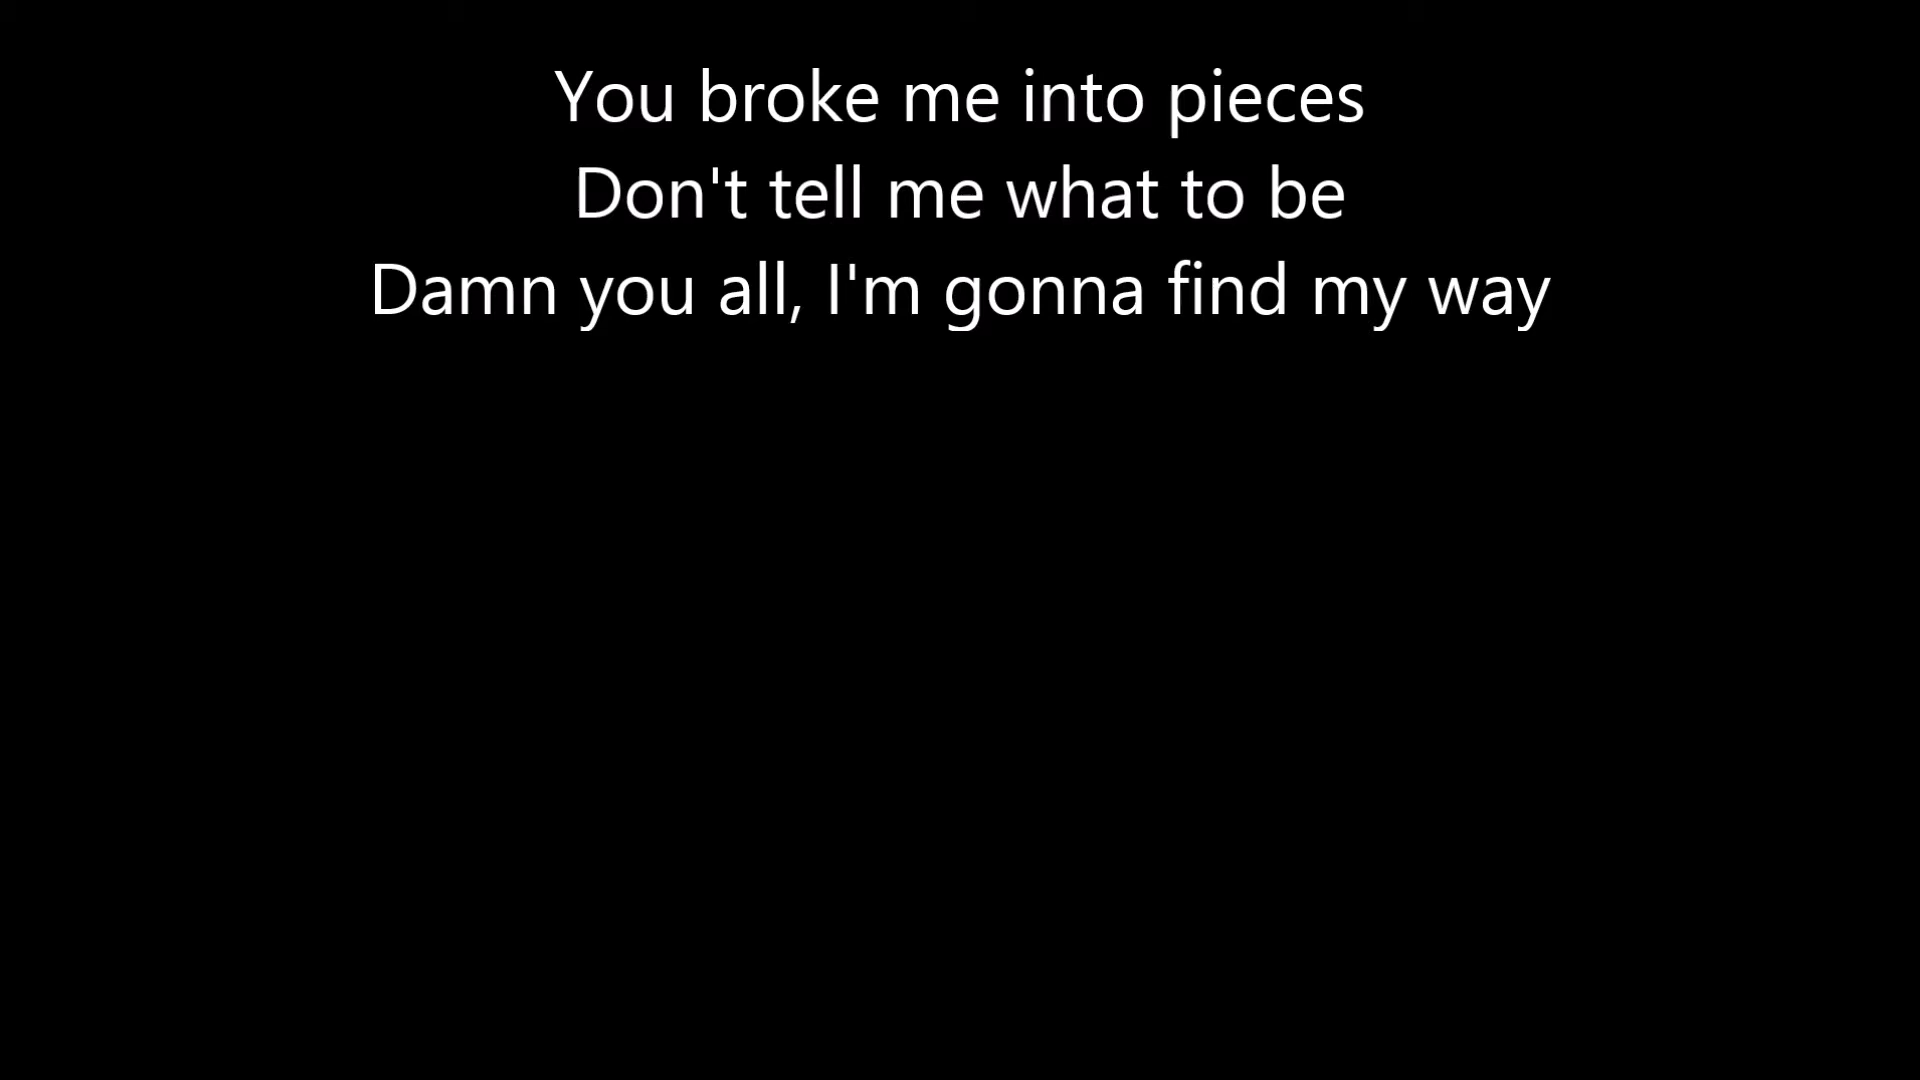 You broke me into pieces
Don't tell me what to be
Damn you all, I'm gonna find my way